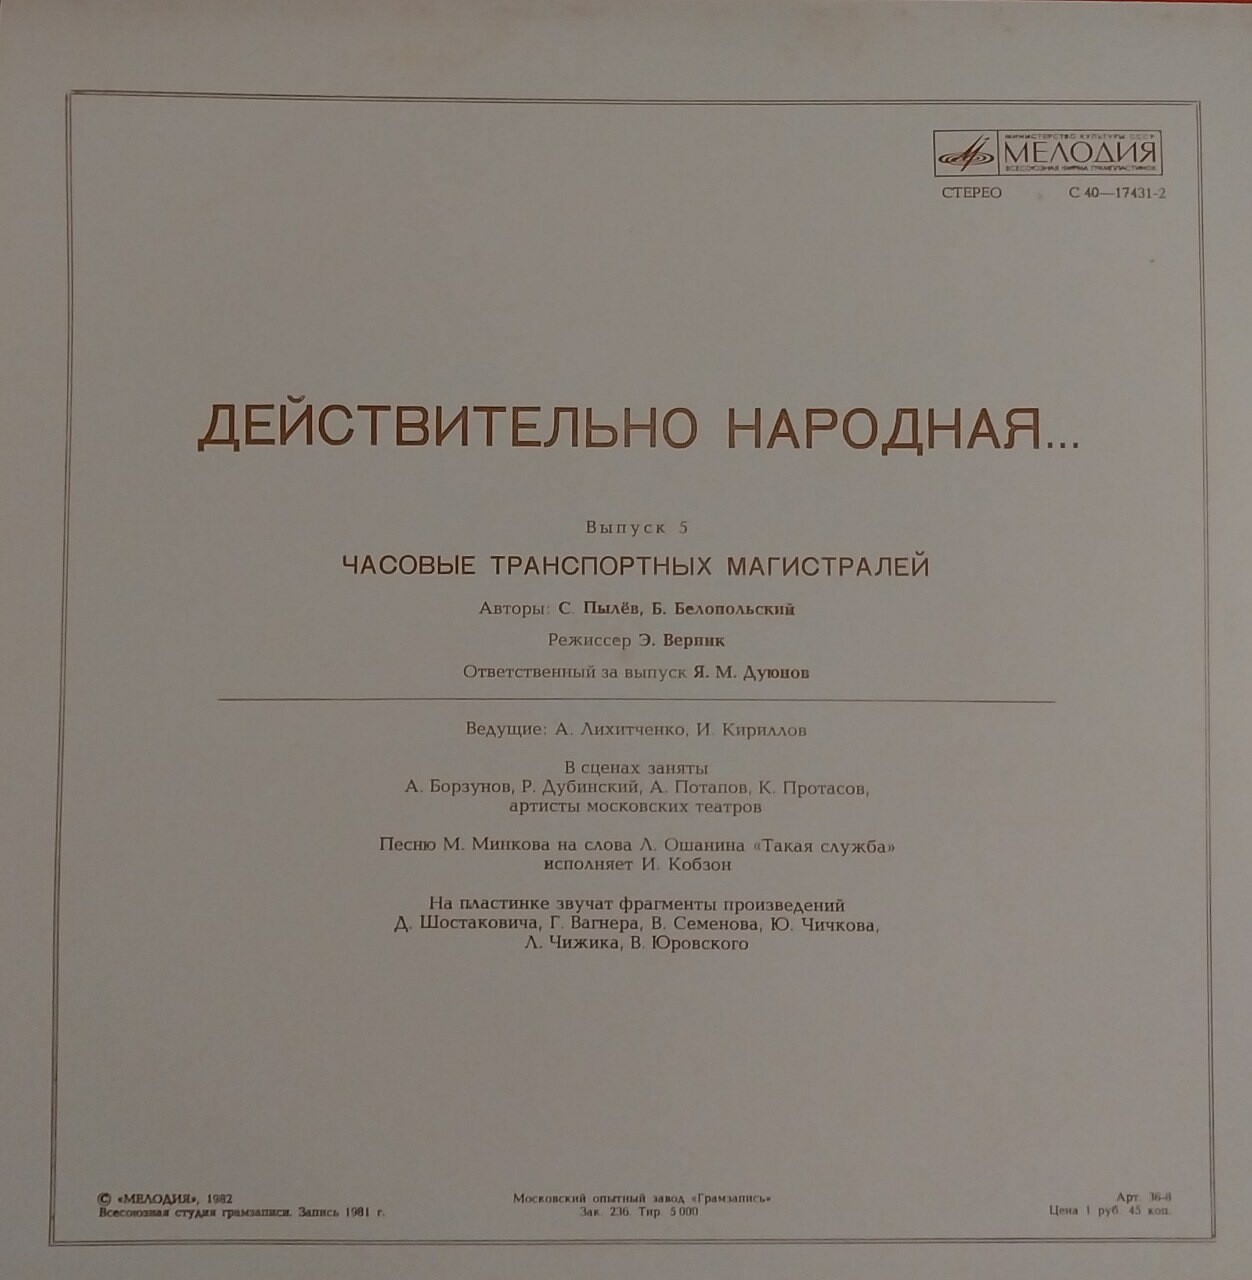 МИНИСТЕРСТВО КУЛЬТУРЫ СССР
МЕЛОДИЯ
ВСЕСОЮЗНАЯ ФИРМА ГРАМПЛАСТИНОК
СТЕРЕО С 40—17431-2
ДЕЙСТВИТЕЛЬНО НАРОДНАЯ...
Выпуск 5
ЧАСОВЫЕ ТРАНСПОРТНЫХ МАГИСТРАЛЕЙ
Авторы: С. Пылёв, Б. Белопольский
Режиссер Э. Верник
Ответственный за выпуск Я. М. Дуюнов
Ведущие: А. Лихитченко, И. Кириллов
В сценах заняты
А. Борзунов, Р. Дубинский, А. Потапов, К. Протасов,
артисты московских театров
Песню М. Минкова на слова Л. Ошанина «Такая служба»
исполняет И. Кобзон
На пластинке звучат фрагменты произведений
Д. Шостаковича, Г. Вагнера, В. Семенова, Ю. Чичкова,
Л. Чижика, В. Юровского
© «МЕЛОДИЯ», 1982
Всесоюзная студия грамзаписи. Запись 1981 г.
Московский опытный завод «Грамзапись»
Зак. 236. Тир. 5000
Арт. 36-8
Цена 1 руб. 45 коп.